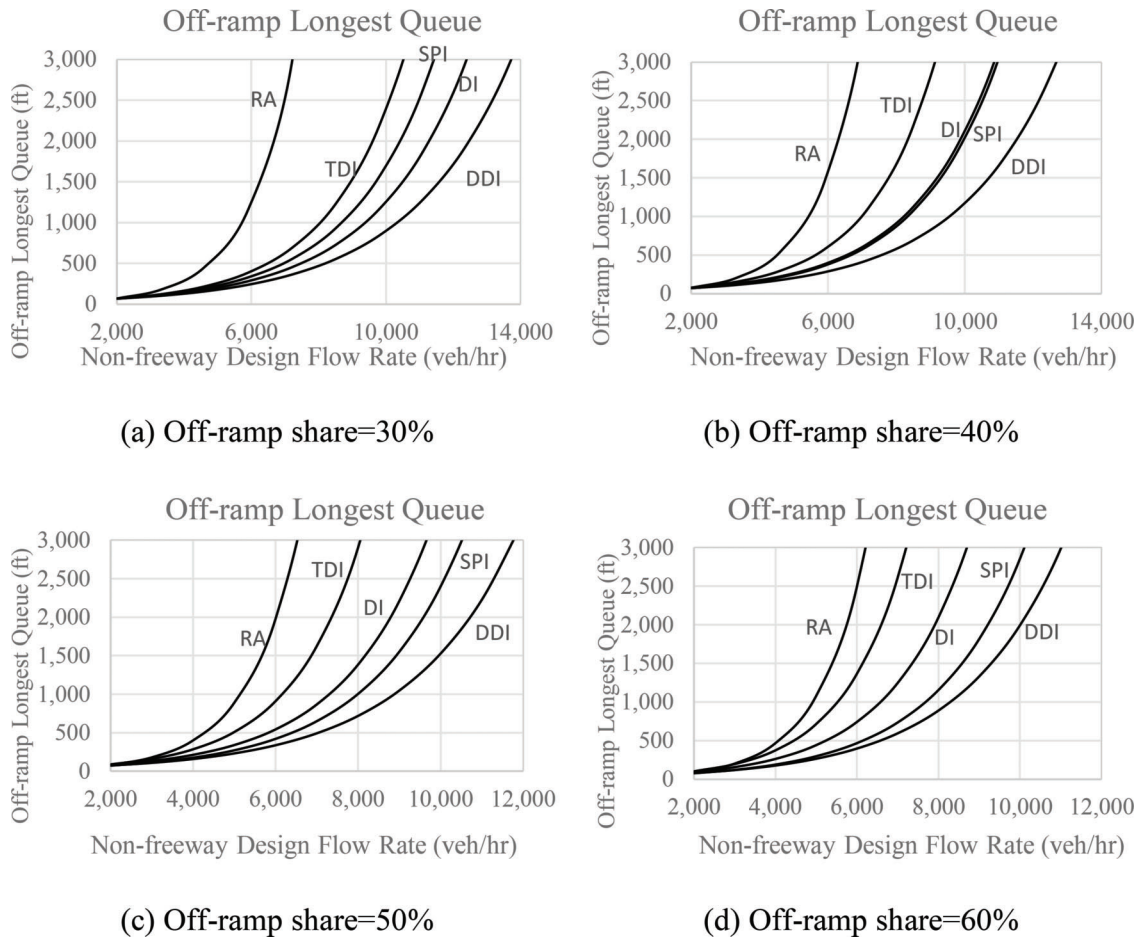 Off-ramp Longest Queue
Off-ramp Longest Queue (ft)
3,000
2,500
2,000
1,500
1,000
500
0
RA
TDI
SPI
DI
DDI
2,000 6,000 10,000 14,000
Non-freeway Design Flow Rate (veh/hr)
(a) Off-ramp share=30%
Off-ramp Longest Queue
Off-ramp Longest Queue (ft)
3,000
2,500
2,000
1,500
1,000
500
0
RA
TDI
DI
SPI
DDI
2,000 6,000 10,000 14,000
Non-freeway Design Flow Rate (veh/hr)
(b) Off-ramp share=40%
Off-ramp Longest Queue
Off-ramp Longest Queue (ft)
3,000
2,500
2,000
1,500
1,000
500
0
RA
TDI
DI
SPI
DDI
2,000 4,000 6,000 8,000 10,000 12,000
Non-freeway Design Flow Rate (veh/hr)
(c) Off-ramp share=50%
Off-ramp Longest Queue
Off-ramp Longest Queue (ft)
3,000
2,500
2,000
1,500
1,000
500
0
RA
TDI
DI
SPI
DDI
2,000 4,000 6,000 8,000 10,000 12,000
Non-freeway Design Flow Rate (veh/hr)
(d) Off-ramp share=60%